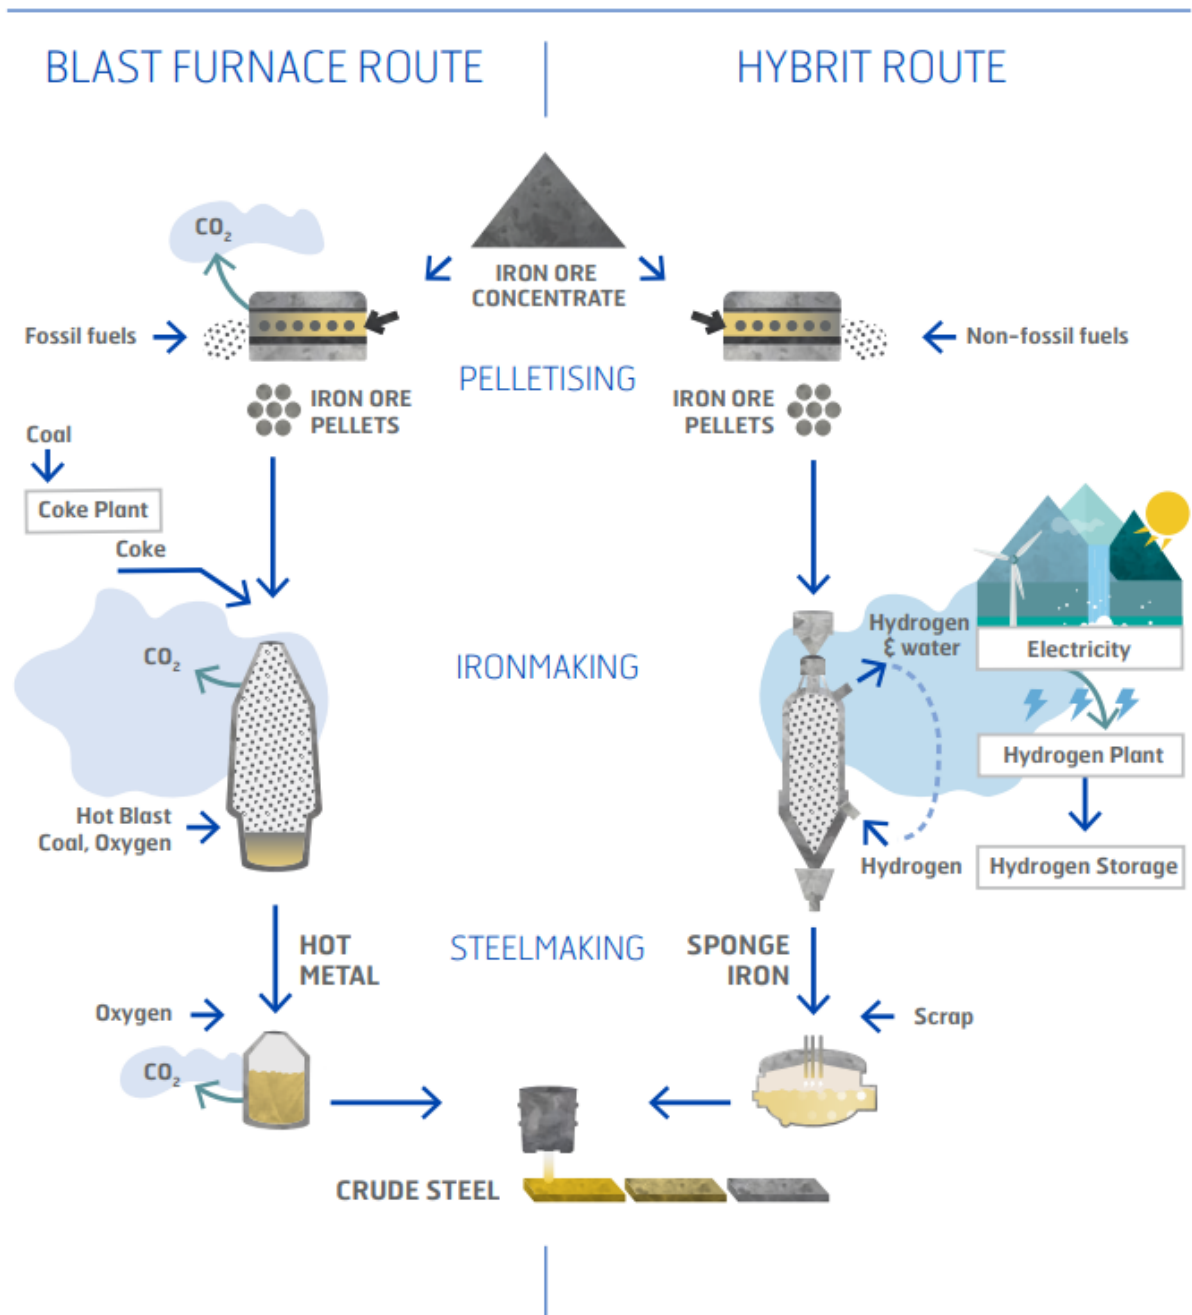 BLAST FURNACE ROUTE
HYBRIT ROUTE
CO2
IRON ORE
CONCENTRATE
Fossil fuels
Non-fossil fuels
PELLETISING
IRON ORE
PELLETS
IRON ORE
PELLETS
Coal
Coke Plant
Coke
CO2
IRONMAKING
Hydrogen
& water
Electricity
Hydrogen Plant
Hot Blast
Coal, Oxygen
Hydrogen
Hydrogen Storage
HOT
METAL
STEELMAKING
SPONGE
IRON
Oxygen
Scrap
CO2
CRUDE STEEL